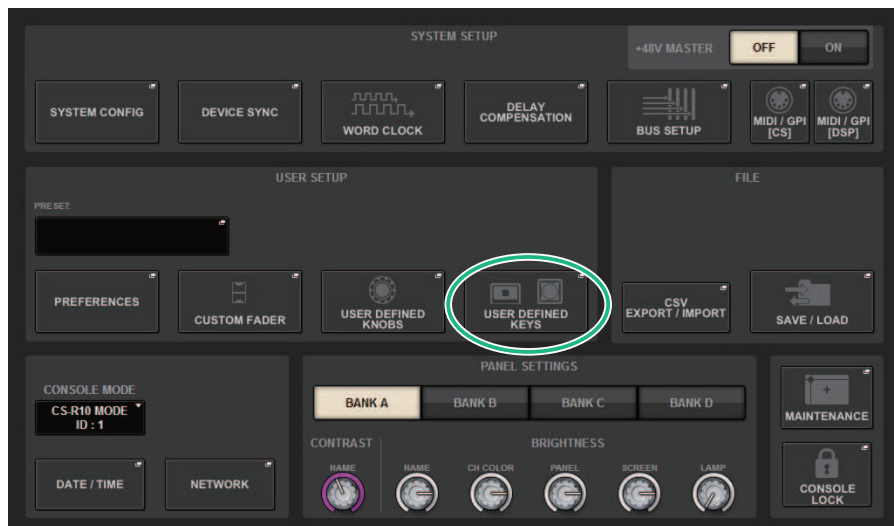 SYSTEM SETUP
+48V MASTER
OFF
ON
SYSTEM CONFIG
DEVICE SYNC
WORD CLOCK
DELAY
COMPENSATION
BUS SETUP
MIDI / GPI
[CS]
MIDI / GPI
[DSP]
USER SETUP
PRESET:
PREFERENCES
CUSTOM FADER
USER DEFINED
KNOBS
USER DEFINED
KEYS
FILE
CSV
EXPORT / IMPORT
SAVE / LOAD
CONSOLE MODE
CS-R10 MODE
ID : 1
DATE / TIME
NETWORK
PANEL SETTINGS
BANK A
BANK B
BANK C
BANK D
CONTRAST
BRIGHTNESS
NAME
NAME
CH COLOR
PANEL
SCREEN
LAMP
MAINTENANCE
CONSOLE
LOCK